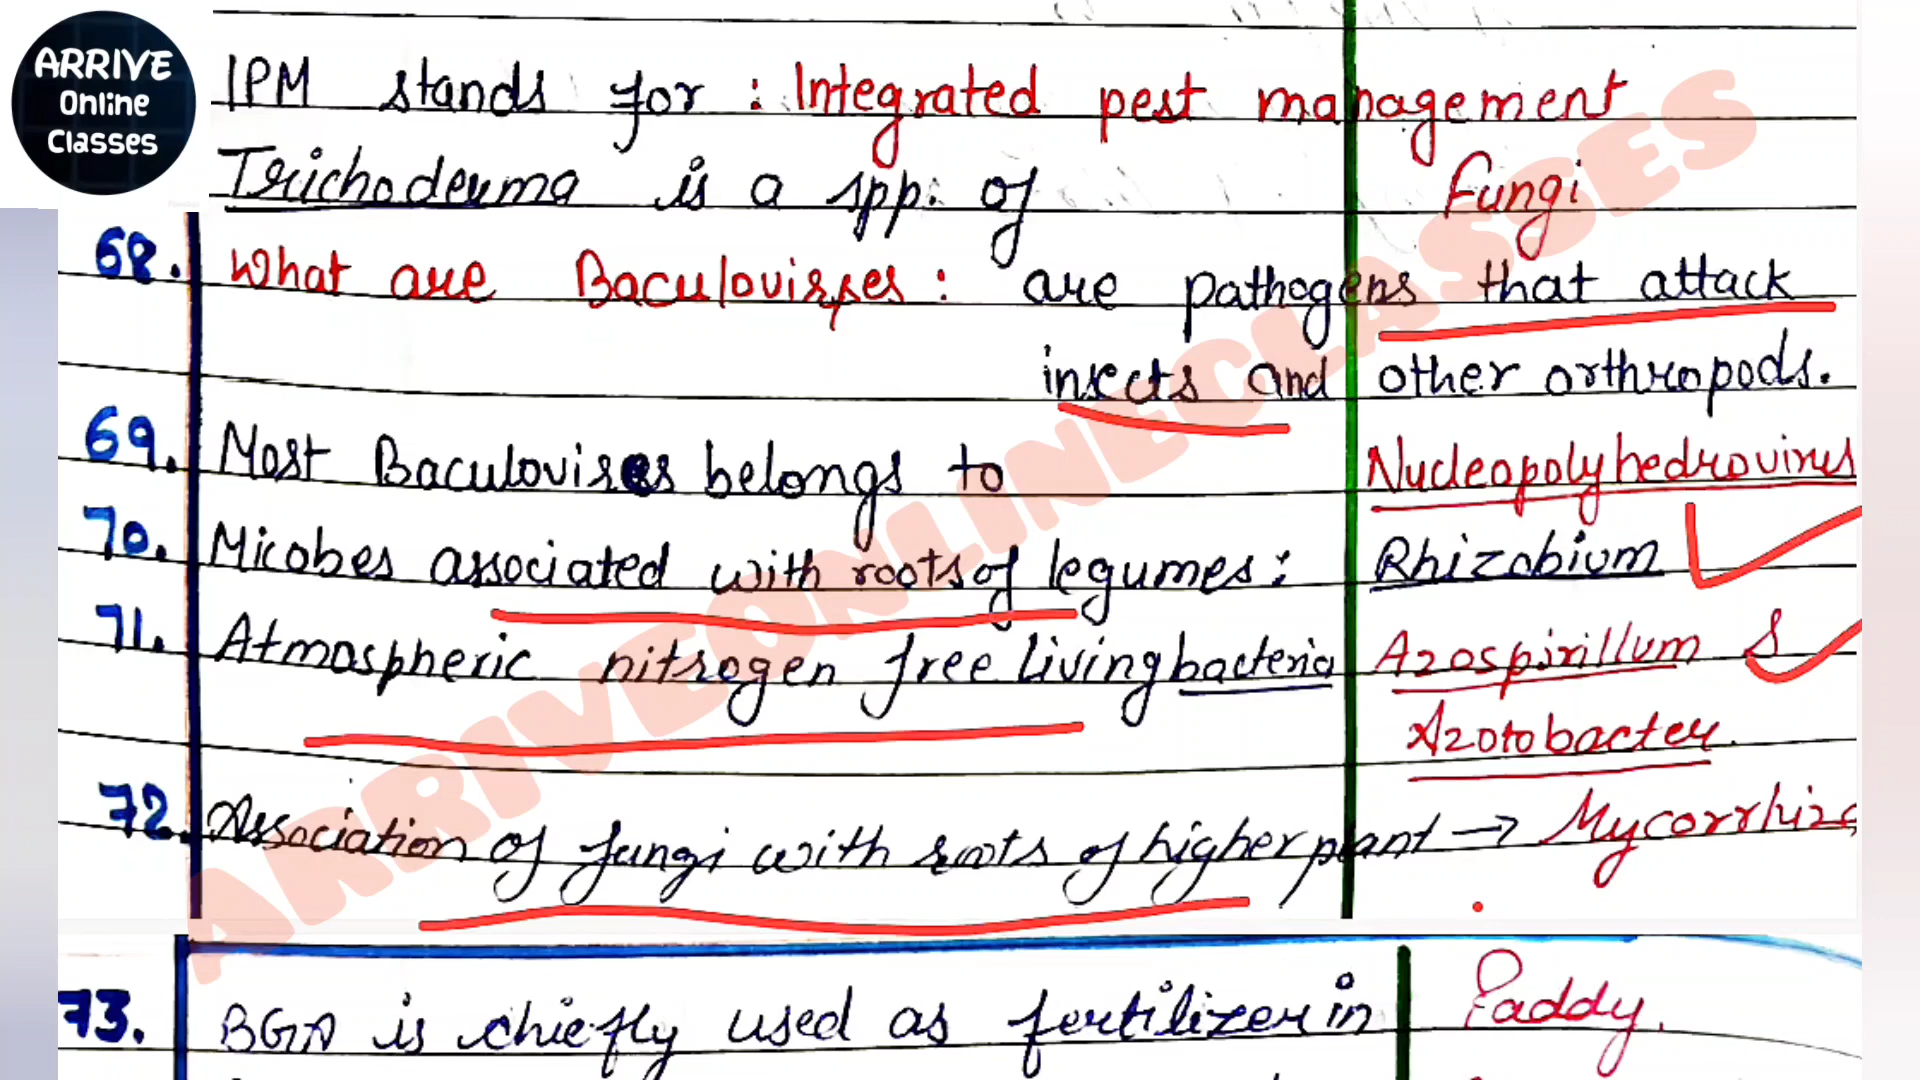 ARRIVE
Online
Classes
IPM stands for : Integrated pest management
Trichoderma is a spp. of Fungi
68. What are Baculovirses : are pathogens that attack
insects and other arthropods.
69. Most Baculovires belongs to Nucleopolyhedrovirus
70. Micobes associated with roots of legumes : Rhizobium
71. Atmospheric nitrogen free living bacteria Azospirillum &
Azotobacter.
72. Association of fungi with roots of higher plant → Mycorrhiza
73. BGA is chiefly used as fertilizer in Paddy.
ARRIVEONLINECLASSES